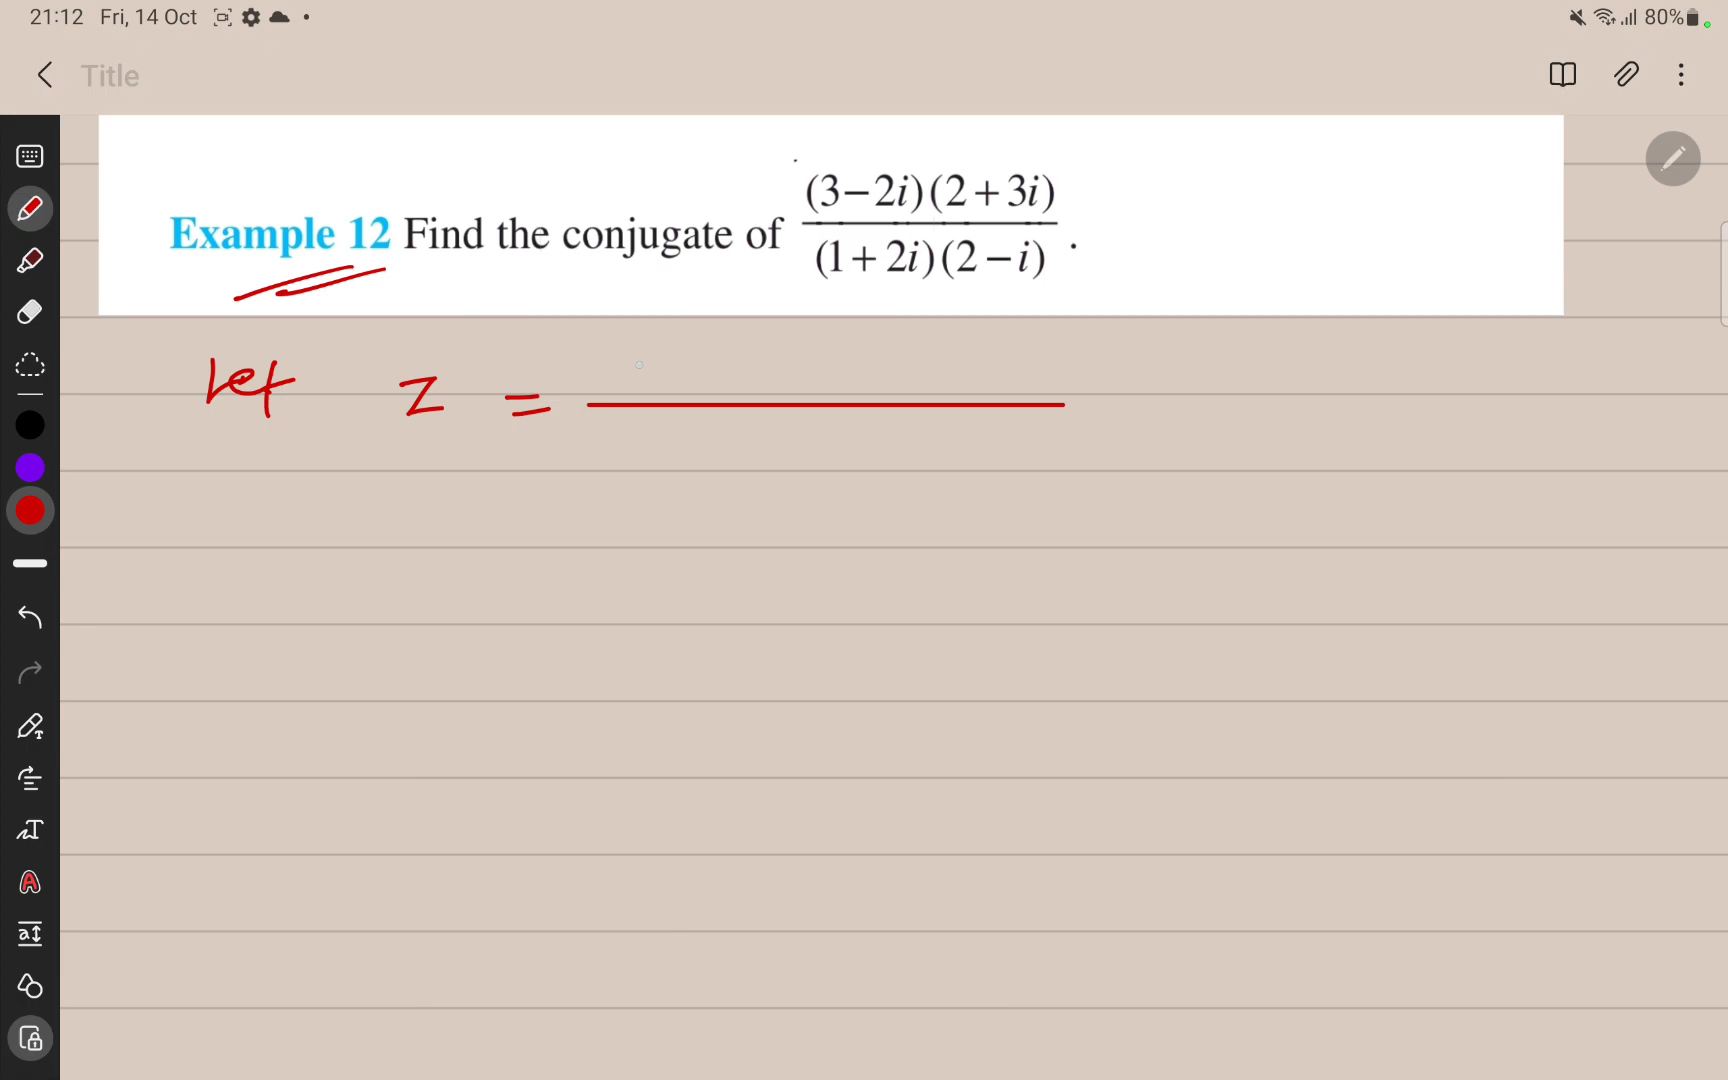 21:12 Fri, 14 Oct
80%
Title
Example 12 Find the conjugate of (3−2i)(2+3i) / (1+2i)(2−i) .
let z =